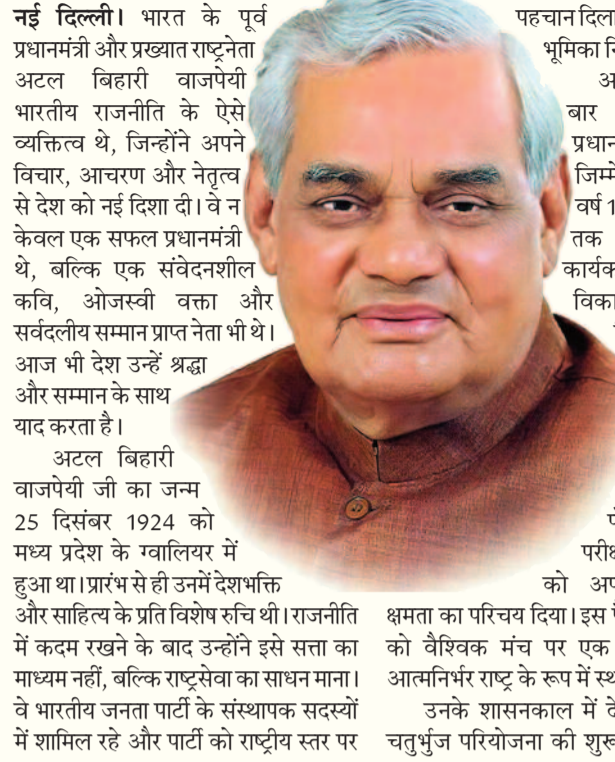 नई दिल्ली। भारत के पूर्व
प्रधानमंत्री और प्रख्यात राष्ट्रनेता
अटल बिहारी वाजपेयी
भारतीय राजनीति के ऐसे
व्यक्तित्व थे, जिन्होंने अपने
विचार, आचरण और नेतृत्व
से देश को नई दिशा दी। वे न
केवल एक सफल प्रधानमंत्री
थे, बल्कि एक संवेदनशील
कवि, ओजस्वी वक्ता और
सर्वदलीय सम्मान प्राप्त नेता भी थे।
आज भी देश उन्हें श्रद्धा
और सम्मान के साथ
याद करता है।
अटल बिहारी
वाजपेयी जी का जन्म
25 दिसंबर 1924 को
मध्य प्रदेश के ग्वालियर में
हुआ था। प्रारंभ से ही उनमें देशभक्ति
और साहित्य के प्रति विशेष रुचि थी। राजनीति
में कदम रखने के बाद उन्होंने इसे सत्ता का
माध्यम नहीं, बल्कि राष्ट्रसेवा का साधन माना।
वे भारतीय जनता पार्टी के संस्थापक सदस्यों
में शामिल रहे और पार्टी को राष्ट्रीय स्तर पर
पहचान
भूमिका
बार
तक
को
क्षमता का परिचय दिया। इस
को वैश्विक मंच पर एक
आत्मनिर्भर राष्ट्र के रूप में
उनके शासनकाल में
चतुर्भुज परियोजना की